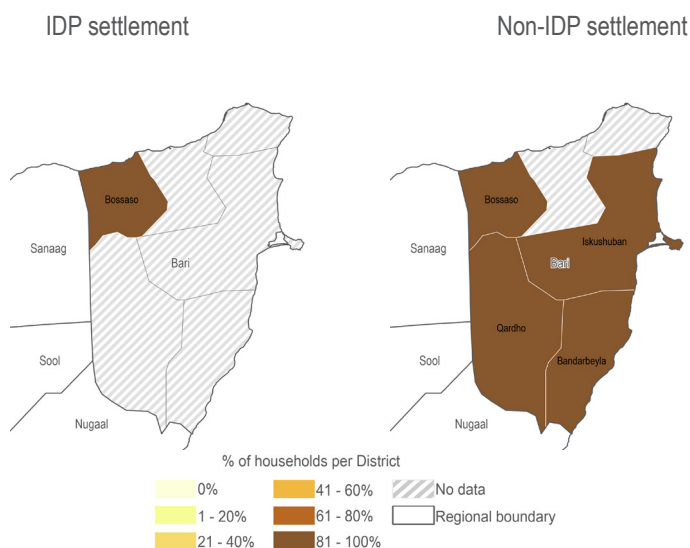 IDP settlement
Non-IDP settlement
Bossaso
Sanaag
Bari
Sool
Nugaal
Bossaso
Iskushuban
Sanaag
Bari
Qardho
Sool
Bandarbeyla
Nugaal
% of households per District
0%
1 - 20%
21 - 40%
41 - 60%
61 - 80%
81 - 100%
No data
Regional boundary